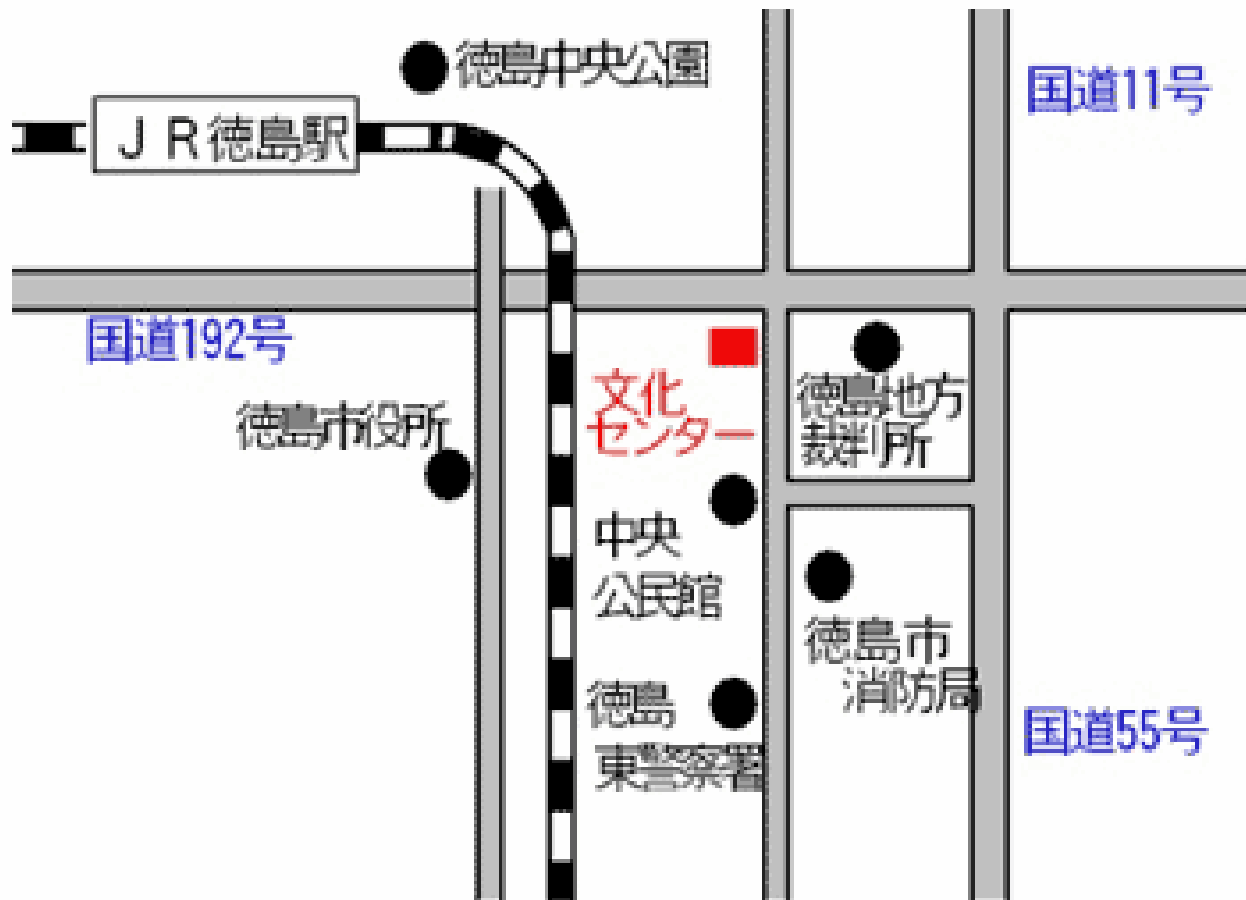 徳島中央公園
国道11号
JR徳島駅
国道192号
文化
センター
徳島地方
裁判所
徳島市役所
中央
公民館
徳島市
消防局
徳島
東警察署
国道55号